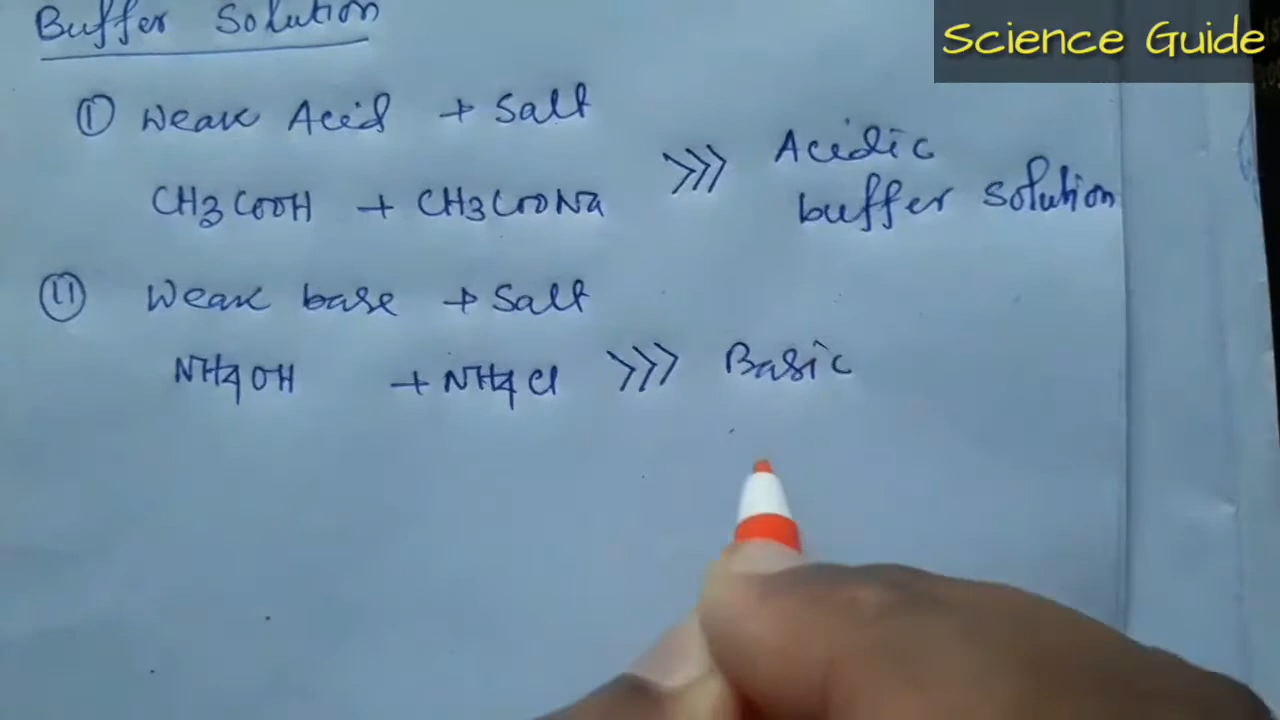 Science Guide
Buffer Solution
① Weak Acid + Salt
CH3COOH + CH3COONa >>> Acidic buffer solution
② Weak base + Salt
NH4OH + NH4Cl >>> Basic